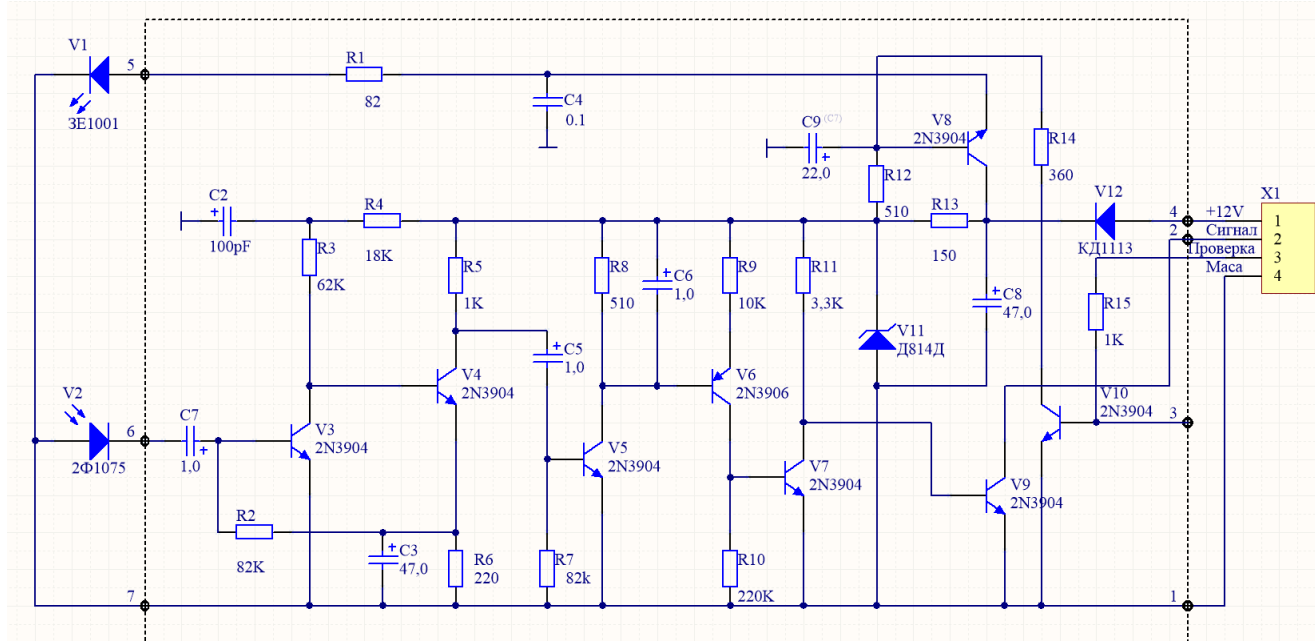 V1
5
ЗЕ1001
R1
82
C4
0.1
C9 (C7)
22,0
V8
2N3904
R14
360
R12
510
R13
150
V12
КД1113
4
+12V
2
Сигнал
Проверка
Маса
X1
1
2
3
4
C2
100pF
R4
18K
R3
62K
R5
1K
R8
510
C6
1,0
R9
10K
R11
3,3K
C8
47,0
V11
Д814Д
R15
1K
C5
1,0
V4
2N3904
V6
2N3906
V10
2N3904
3
V2
2Ф1075
6
C7
1,0
V3
2N3904
V5
2N3904
V7
2N3904
V9
2N3904
R2
82K
C3
47,0
R6
220
R7
82k
R10
220K
7
1